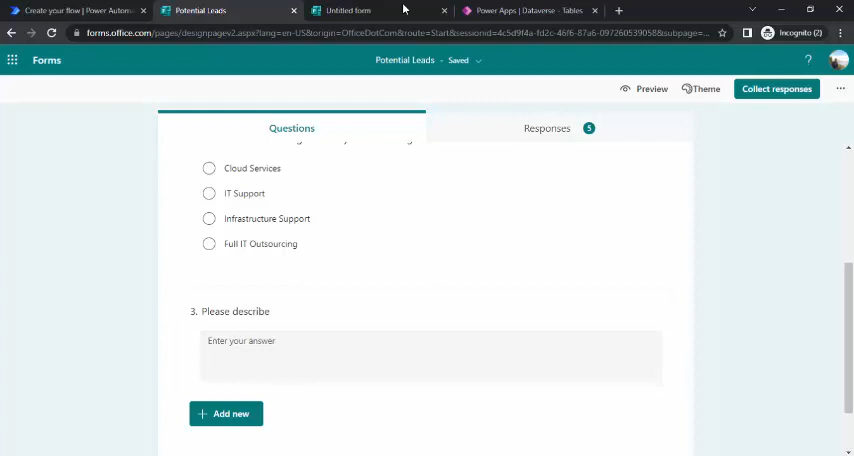 Create your flow | Power Automa
Potential Leads
Untitled form
Power Apps | Dataverse - Tables
forms.office.com/pages/designpagev2.aspx?lang=en-US&origin=OfficeDotCom&route=Start&sessionid=4c5d9f4a-fd2c-46f6-87a6-097260539058&subpage=...
Incognito (2)
Forms
Potential Leads - Saved
?
Preview
Theme
Collect responses
Questions
Responses 5
Cloud Services
IT Support
Infrastructure Support
Full IT Outsourcing
3. Please describe
Enter your answer
+ Add new